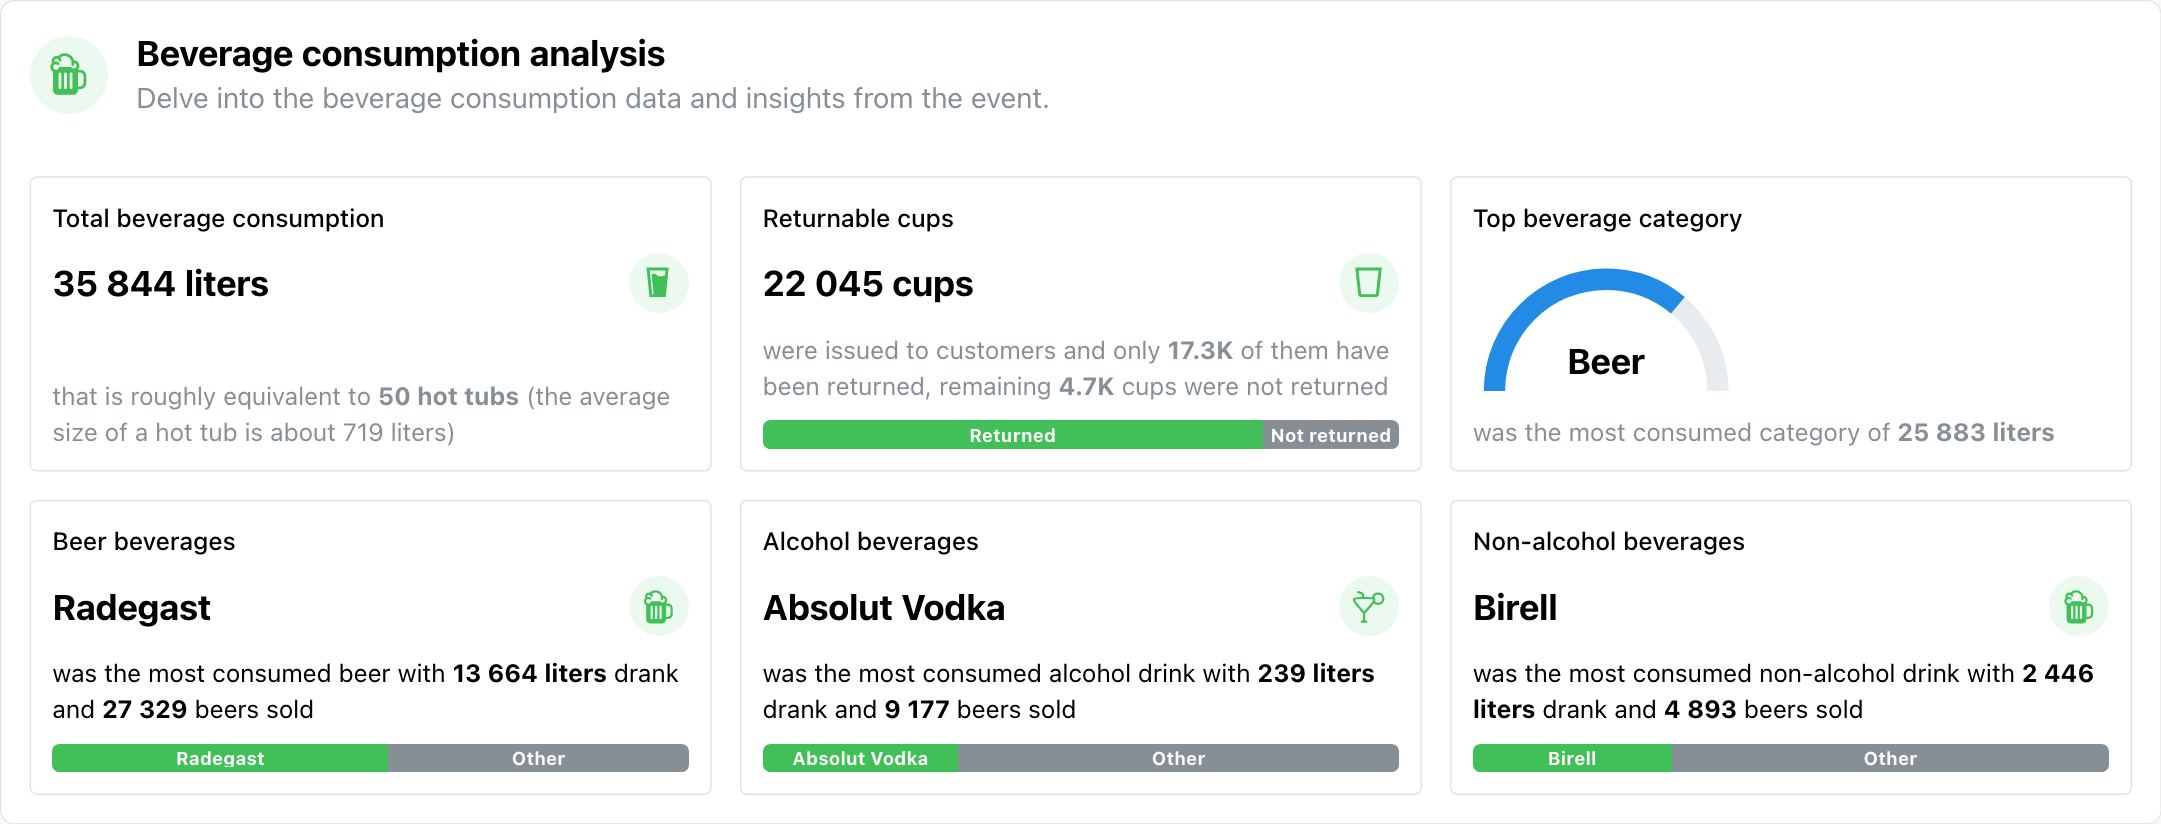 Beverage consumption analysis
Delve into the beverage consumption data and insights from the event.
Total beverage consumption
35 844 liters
that is roughly equivalent to 50 hot tubs (the average
size of a hot tub is about 719 liters)
Returnable cups
22 045 cups
were issued to customers and only 17.3K of them have
been returned, remaining 4.7K cups were not returned
Returned
Not returned
Top beverage category
Beer
was the most consumed category of 25 883 liters
Beer beverages
Radegast
was the most consumed beer with 13 664 liters drank
and 27 329 beers sold
Radegast
Other
Alcohol beverages
Absolut Vodka
was the most consumed alcohol drink with 239 liters
drank and 9 177 beers sold
Absolut Vodka
Other
Non-alcohol beverages
Birell
was the most consumed non-alcohol drink with 2 446
liters drank and 4 893 beers sold
Birell
Other